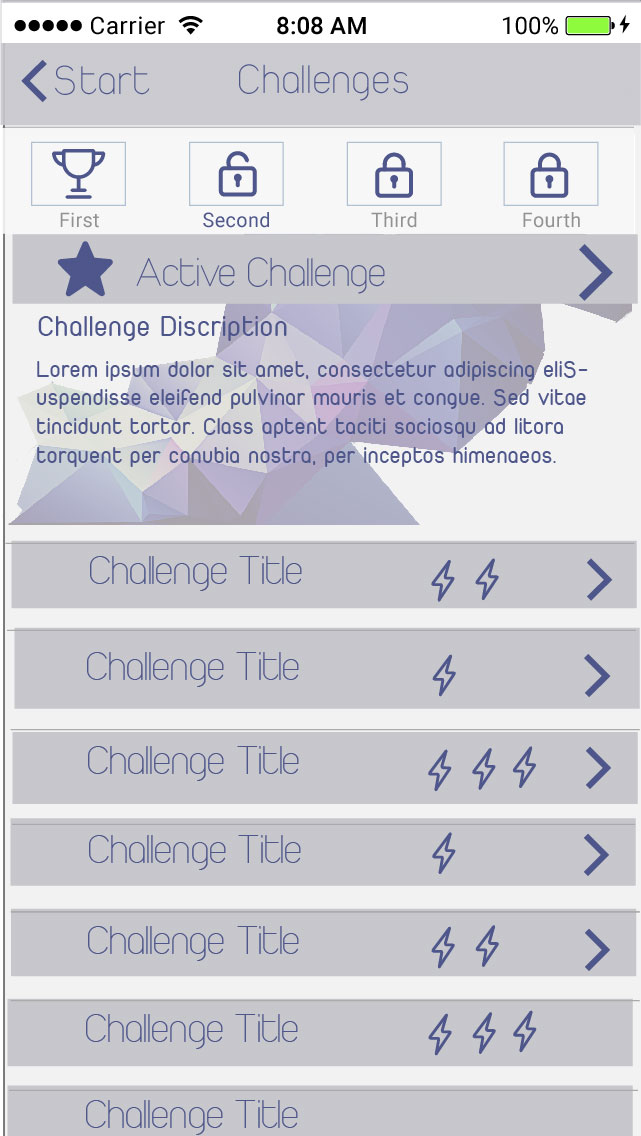 Carrier 8:08 AM 100%
Start Challenges
First Second Third Fourth
Active Challenge
Challenge Discription
Lorem ipsum dolor sit amet, consectetur adipiscing eliS-
uspendisse eleifend pulvinar mauris et congue. Sed vitae
tincidunt tortor. Class aptent taciti sociosqu ad litora
torquent per conubia nostra, per inceptos himenaeos.
Challenge Title
Challenge Title
Challenge Title
Challenge Title
Challenge Title
Challenge Title
Challenge Title